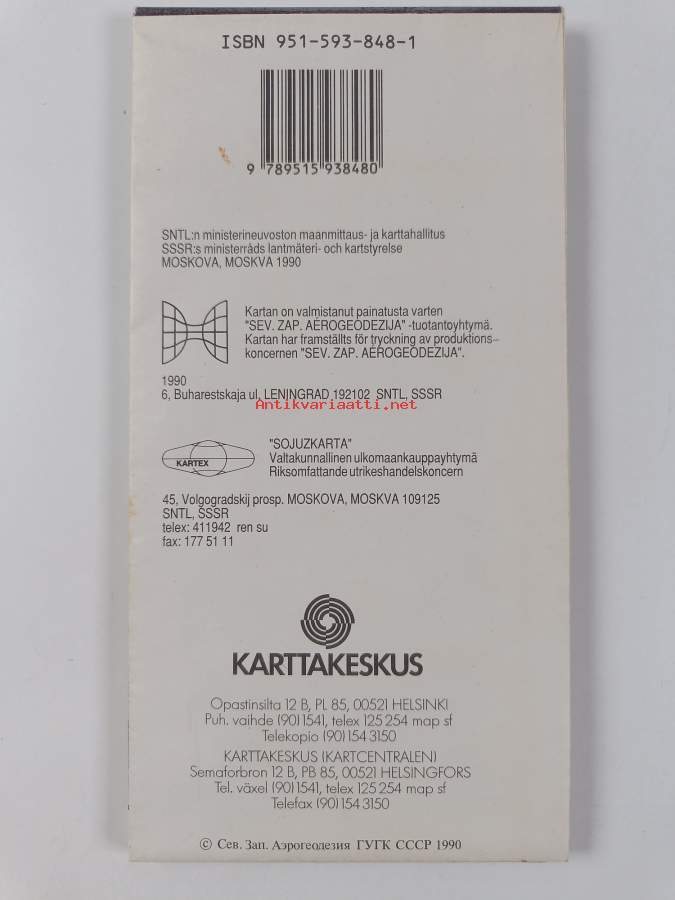 ISBN 951-593-848-1
9 789515 938480
SNTL:n ministerineuvoston maanmittaus- ja karttahallitus
SSSR:s ministerråds lantmäteri- och kartstyrelse
MOSKOVA, MOSKVA 1990
Kartan on valmistanut painatusta varten
"SEV. ZAP. AÉROGEODEZIJA" -tuotantoyhtymä.
Kartan har framställts för tryckning av produktions-
koncernen "SEV. ZAP. AÉROGEODEZIJA".
1990
6, Buharestskaja ul, LENINGRAD 192102 SNTL, SSSR
Antikvariaatti.net
KARTEX
"SOJUZKARTA"
Valtakunnallinen ulkomaankauppayhtymä
Riksomfattande utrikeshandelskoncern
45, Volgogradskij prosp. MOSKOVA, MOSKVA 109125
SNTL, SSSR
telex: 411942 ren su
fax: 177 51 11
KARTTAKESKUS
Opastinsilta 12 B, PL 85, 00521 HELSINKI
Puh. vaihde (90) 1541, telex 125 254 map sf
Telekopio (90) 154 3150
KARTTAKESKUS (KARTCENTRALEN)
Semaforbron 12 B, PB 85, 00521 HELSINGFORS
Tel. växel (90) 1541, telex 125 254 map sf
Telefax (90) 154 3150
© Сев. Зап. Аэрогеодезия ГУГК СССР 1990